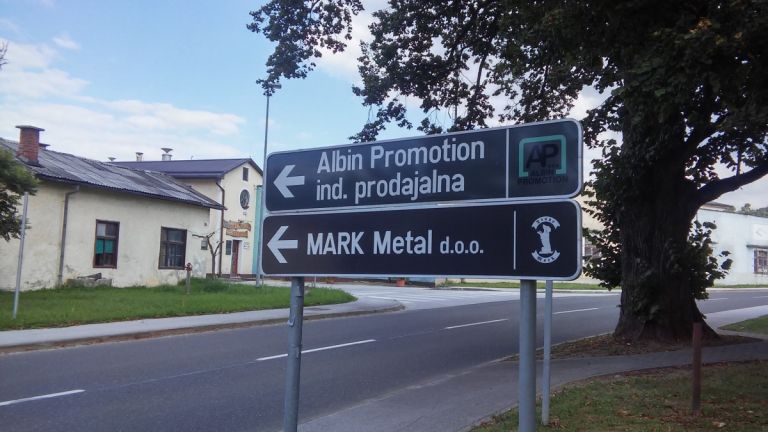 Albin Promotion
ind. prodajalna
AP
ALBIN
PROMOTION
MARK Metal d.o.o.